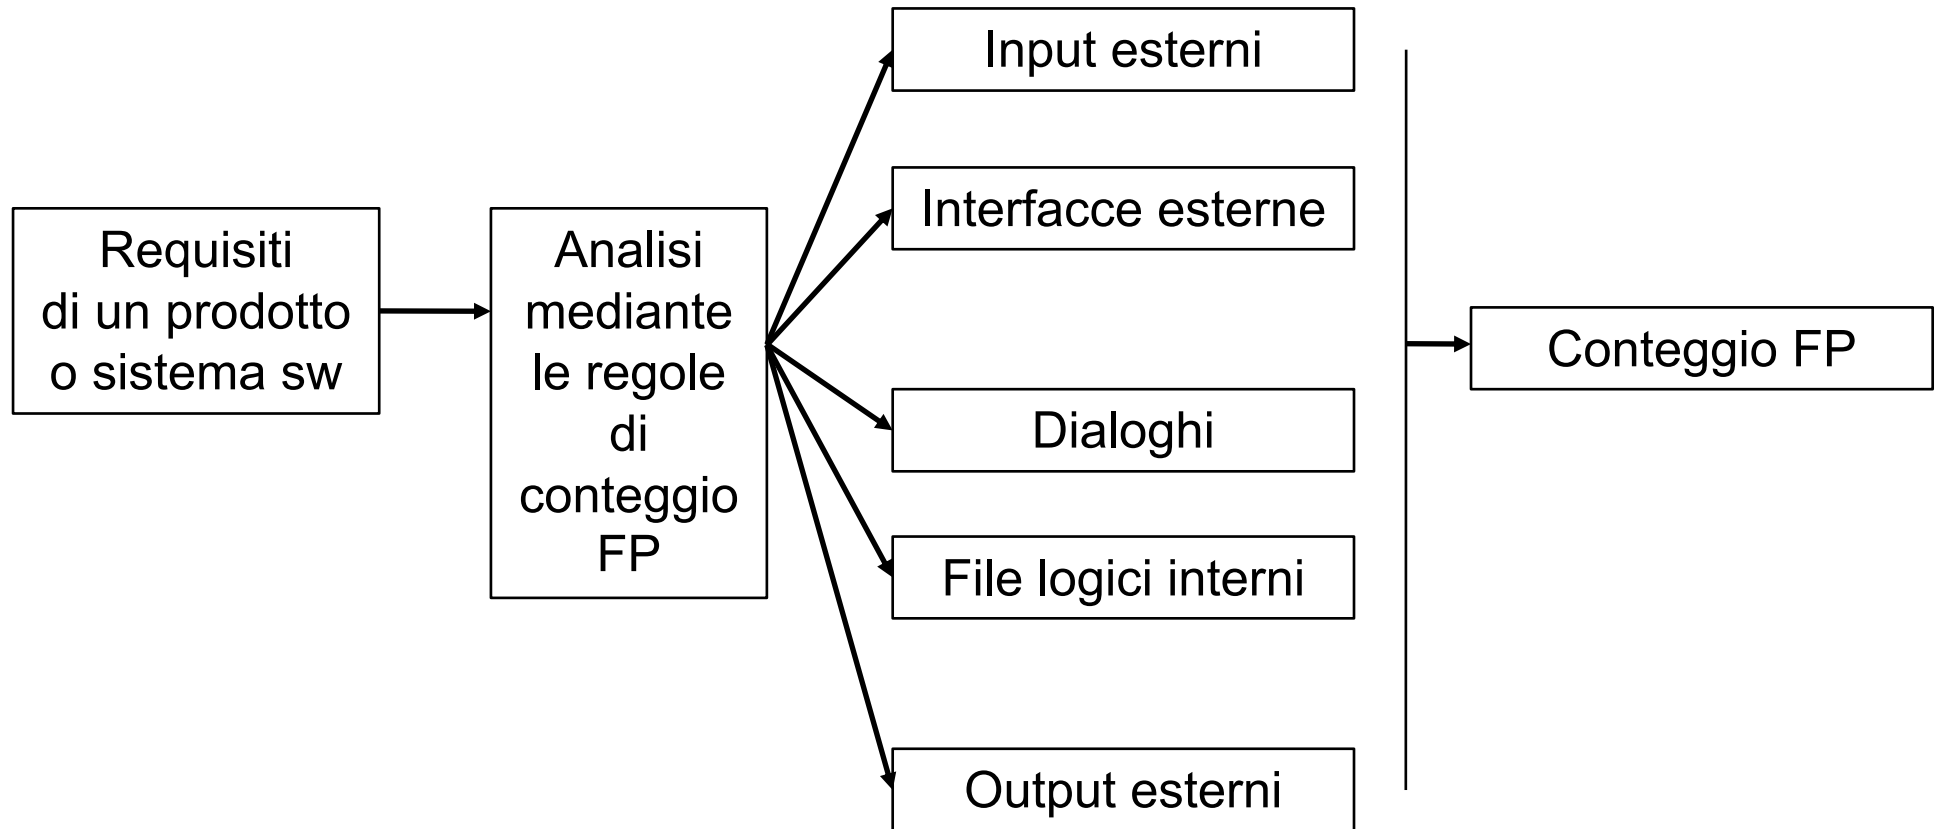 Requisiti
di un prodotto
o sistema sw
Analisi
mediante
le regole
di
conteggio
FP
Input esterni
Interfacce esterne
Dialoghi
File logici interni
Output esterni
Conteggio FP